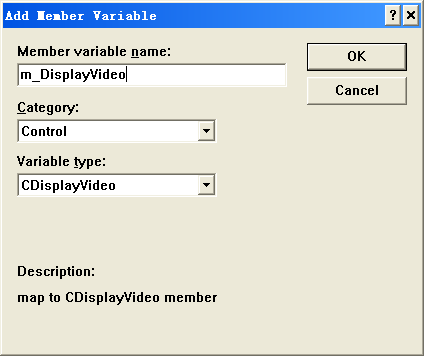 Add Member Variable
Member variable name:
m_DisplayVideo
OK
Cancel
Category:
Control
Variable type:
CDisplayVideo
Description:
map to CDisplayVideo member